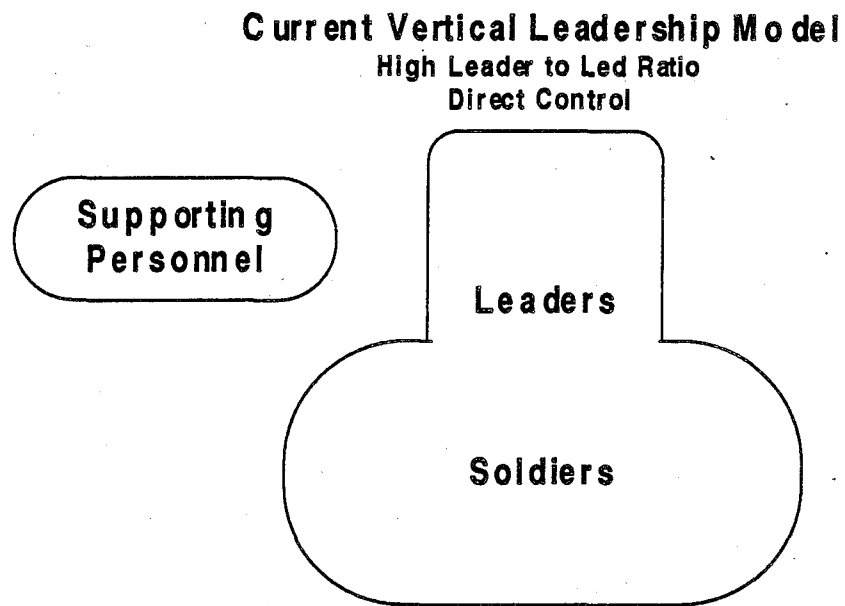 Current Vertical Leadership Model
High Leader to Led Ratio
Direct Control
Supporting
Personnel
Leaders
Soldiers